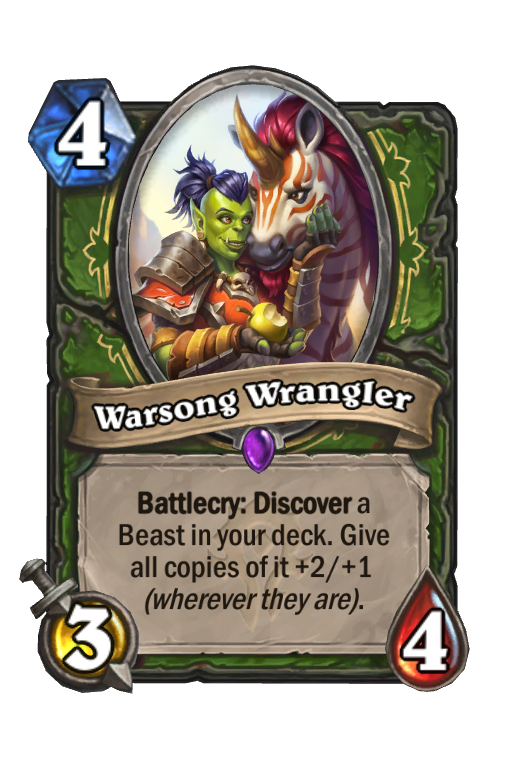 4
Warsong Wrangler
Battlecry: Discover a
Beast in your deck. Give
all copies of it +2/+1
(wherever they are).
3
4